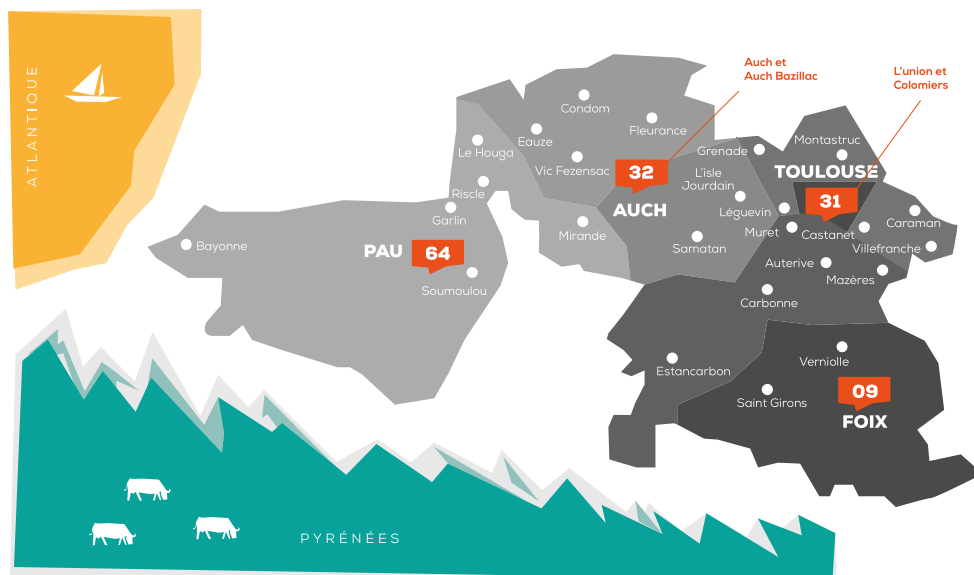 ATLANTIQUE
Auch et
Auch Bazillac
L'union et
Colomiers
Condom
Fleurance
Eauze
Le Houga
Vic Fezensac
Montastruc
Grenade
TOULOUSE
32
L'isle
Jourdain
Riscle
31
AUCH
Léguevin
Garlin
Caraman
Mirande
Muret
Castanet
Samatan
Villefranche
Bayonne
PAU
64
Auterive
Mazères
Soumoulou
Carbonne
Verniolle
Estancarbon
09
Saint Girons
FOIX
PYRÉNÉES